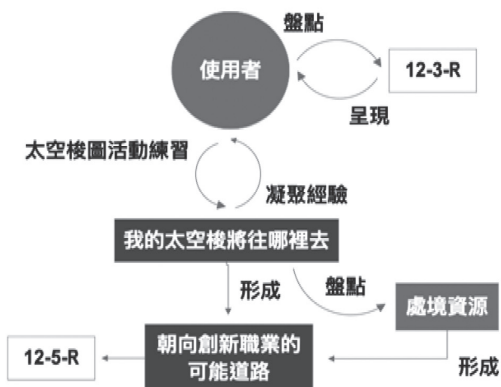 盤點
使用者
12-3-R
呈現
太空梭圖活動練習
凝聚經驗
我的太空梭將往哪裡去
形成
盤點
處境資源
朝向創新職業的
可能道路
12-5-R
形成